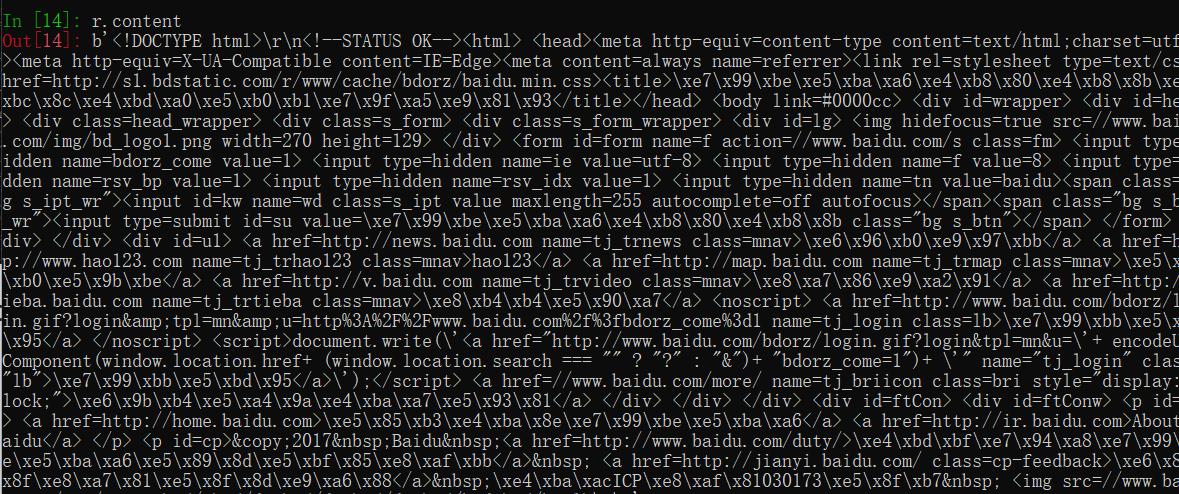 In [14]: r.content
Out[14]: b'<!DOCTYPE html>\r\n<!--STATUS OK--><html> <head><meta http-equiv=content-type content=text/html;charset=utf
><meta http-equiv=X-UA-Compatible content=IE=Edge><meta content=always name=referrer><link rel=stylesheet type=text/cs
href=http://s1.bdstatic.com/r/www/cache/bdorz/baidu.min.css><title>\xe7\x99\xbe\xe5\xba\xa6\xe4\xb8\x80\xe4\xb8\x8b\xe
xbc\x8c\xe4\xbd\xa0\xe5\xb0\xb1\xe7\x9f\xa5\xe9\x81\x93</title></head> <body link=#0000cc> <div id=wrapper> <div id=he
> <div class=head_wrapper> <div class=s_form> <div class=s_form_wrapper> <div id=lg> <img hidefocus=true src=//www.bai
.com/img/bd_logo1.png width=270 height=129> </div> <form id=form name=f action=//www.baidu.com/s class=fm> <input type
idden name=bdorz_come value=1> <input type=hidden name=ie value=utf-8> <input type=hidden name=f value=8> <input type=
dden name=rsv_bp value=1> <input type=hidden name=rsv_idx value=1> <input type=hidden name=tn value=baidu><span class=
g s_ipt_wr"><input id=kw name=wd class=s_ipt value maxlength=255 autocomplete=off autofocus></span><span class="bg s_b
_wr"><input type=submit id=su value=\xe7\x99\xbe\xe5\xba\xa6\xe4\xb8\x80\xe4\xb8\x8b class="bg s_btn"></span> </form>
div> </div> <div id=u1> <a href=http://news.baidu.com name=tj_trnews class=mnav>\xe6\x96\xb0\xe9\x97\xbb</a> <a href=h
p://www.hao123.com name=tj_trhao123 class=mnav>hao123</a> <a href=http://map.baidu.com name=tj_trmap class=mnav>\xe5\x
\xb0\xe5\x9b\xbe</a> <a href=http://v.baidu.com name=tj_trvideo class=mnav>\xe8\xa7\x86\xe9\xa2\x91</a> <a href=http:/
ieba.baidu.com name=tj_trtieba class=mnav>\xe8\xb4\xb4\xe5\x90\xa7</a> <noscript> <a href=http://www.baidu.com/bdorz/l
in.gif?login&amp;tpl=mn&amp;u=http%3A%2F%2Fwww.baidu.com%2f%3fbdorz_come%3d1 name=tj_login class=lb>\xe7\x99\xbb\xe5\x
\x95</a> </noscript> <script>document.write(\'<a href="http://www.baidu.com/bdorz/login.gif?login&tpl=mn&u=\'+ encodeU
Component(window.location.href+ (window.location.search === "" ? "?" : "&")+ "bdorz_come=1")+ \'" name="tj_login" clas
"lb">\xe7\x99\xbb\xe5\xbd\x95</a>\');</script> <a href=//www.baidu.com/more/ name=tj_briicon class=bri style="display:
lock;">\xe6\x9b\xb4\xe5\xa4\x9a\xe4\xba\xa7\xe5\x93\x81</a> </div> </div> </div> <div id=ftCon> <div id=ftConw> <p id=
> <a href=http://home.baidu.com>\xe5\x85\xb3\xe4\xba\x8e\xe7\x99\xbe\xe5\xba\xa6</a> <a href=http://ir.baidu.com>About
aidu</a> </p> <p id=cp>&copy;2017&nbsp;Baidu&nbsp;<a href=http://www.baidu.com/duty/>\xe4\xbd\xbf\xe7\x94\xa8\xe7\x99\
e\xe5\xba\xa6\xe5\x89\x8d\xe5\xbf\x85\xe8\xaf\xbb</a>&nbsp; <a href=http://jianyi.baidu.com/ class=cp-feedback>\xe6\x8
x8f\xe8\xa7\x81\xe5\x8f\x8d\xe9\xa6\x88</a>&nbsp;\xe4\xba\xacICP\xe8\xaf\x81030173\xe5\x8f\xb7&nbsp; <img src=//www.ba